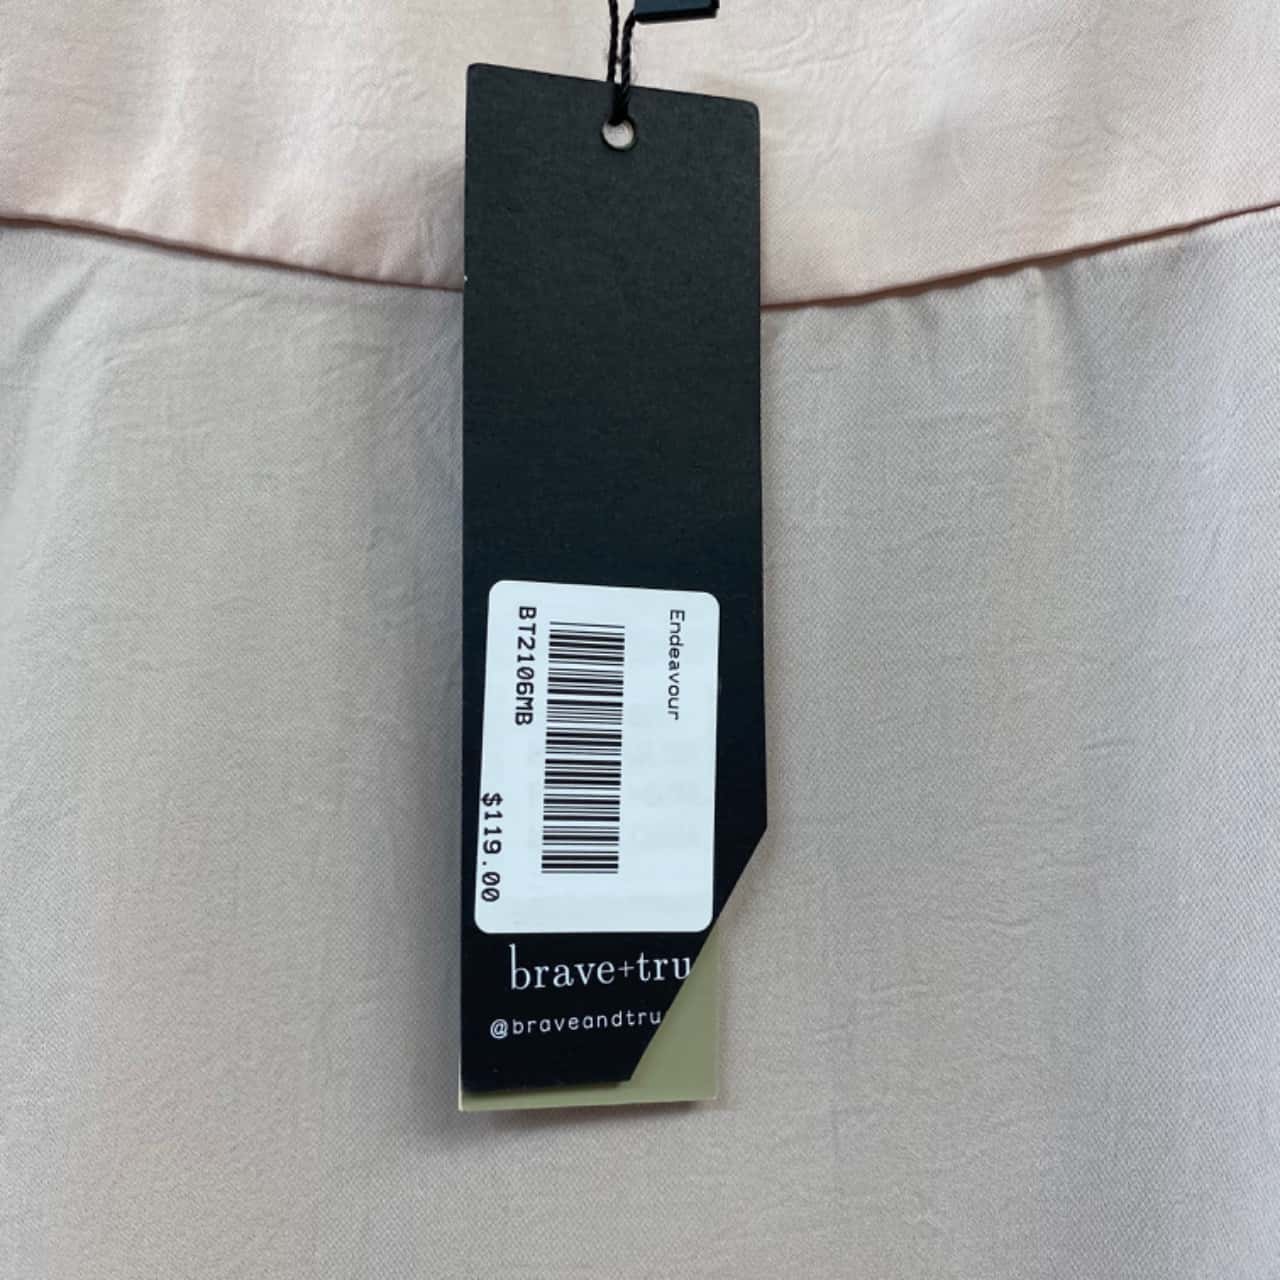 Endeavour
BT2106MB
$119.00
brave+tru
@braveandtru